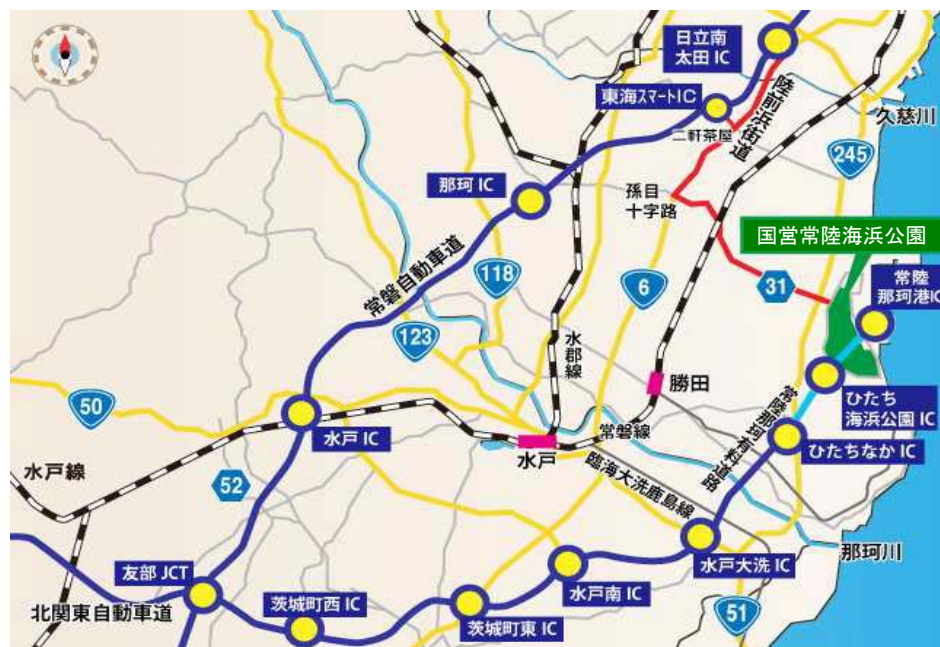 日立南
太田 IC
東海スマートIC
二軒茶屋
陸前浜街道
久慈川
245
那珂 IC
孫目
十字路
国営常陸海浜公園
常磐自動車道
118
6
31
常陸
那珂港IC
123
水郡線
勝田
50
水戸 IC
常磐線
水戸
常陸那珂有料道路
ひたち
海浜公園 IC
ひたちなか IC
水戸線
52
臨海大洗鹿島線
那珂川
友部 JCT
水戸大洗 IC
北関東自動車道
茨城町西 IC
水戸南 IC
茨城町東 IC
51